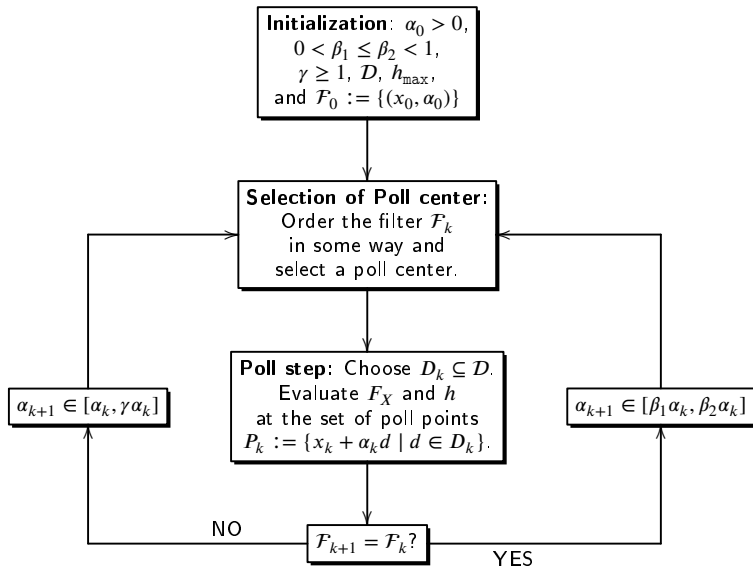 Initialization: α₀ > 0,
0 < β₁ ≤ β₂ < 1,
γ ≥ 1, 𝒟, h_max,
and ℱ₀ := {(x₀, α₀)}
Selection of Poll center:
Order the filter ℱₖ
in some way and
select a poll center.
Poll step: Choose Dₖ ⊆ 𝒟.
Evaluate F_X and h
at the set of poll points
Pₖ := {xₖ + αₖd | d ∈ Dₖ}.
αₖ₊₁ ∈ [αₖ, γαₖ]
αₖ₊₁ ∈ [β₁αₖ, β₂αₖ]
NO
ℱₖ₊₁ = ℱₖ?
YES